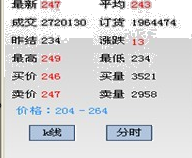 最新 247 平均 243
成交 2720130 订货 1964474
昨结 234 涨跌 13
最高 249 最低 234
买价 246 买量 3521
卖价 247 卖量 2958
价格：204-264
k线 分时